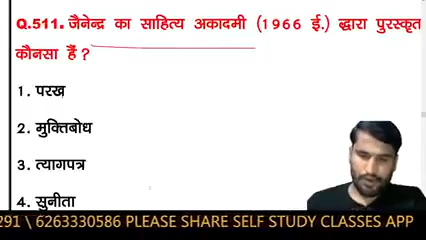 Q.511. जैनेन्द्र का साहित्य अकादमी (1966 ई.) द्धारा पुरस्कृत
कौनसा हैं ?
1. परख
2. मुक्तिबोध
3. त्यागपत्र
4. सुनीता
291 \ 6263330586 PLEASE SHARE SELF STUDY CLASSES APP